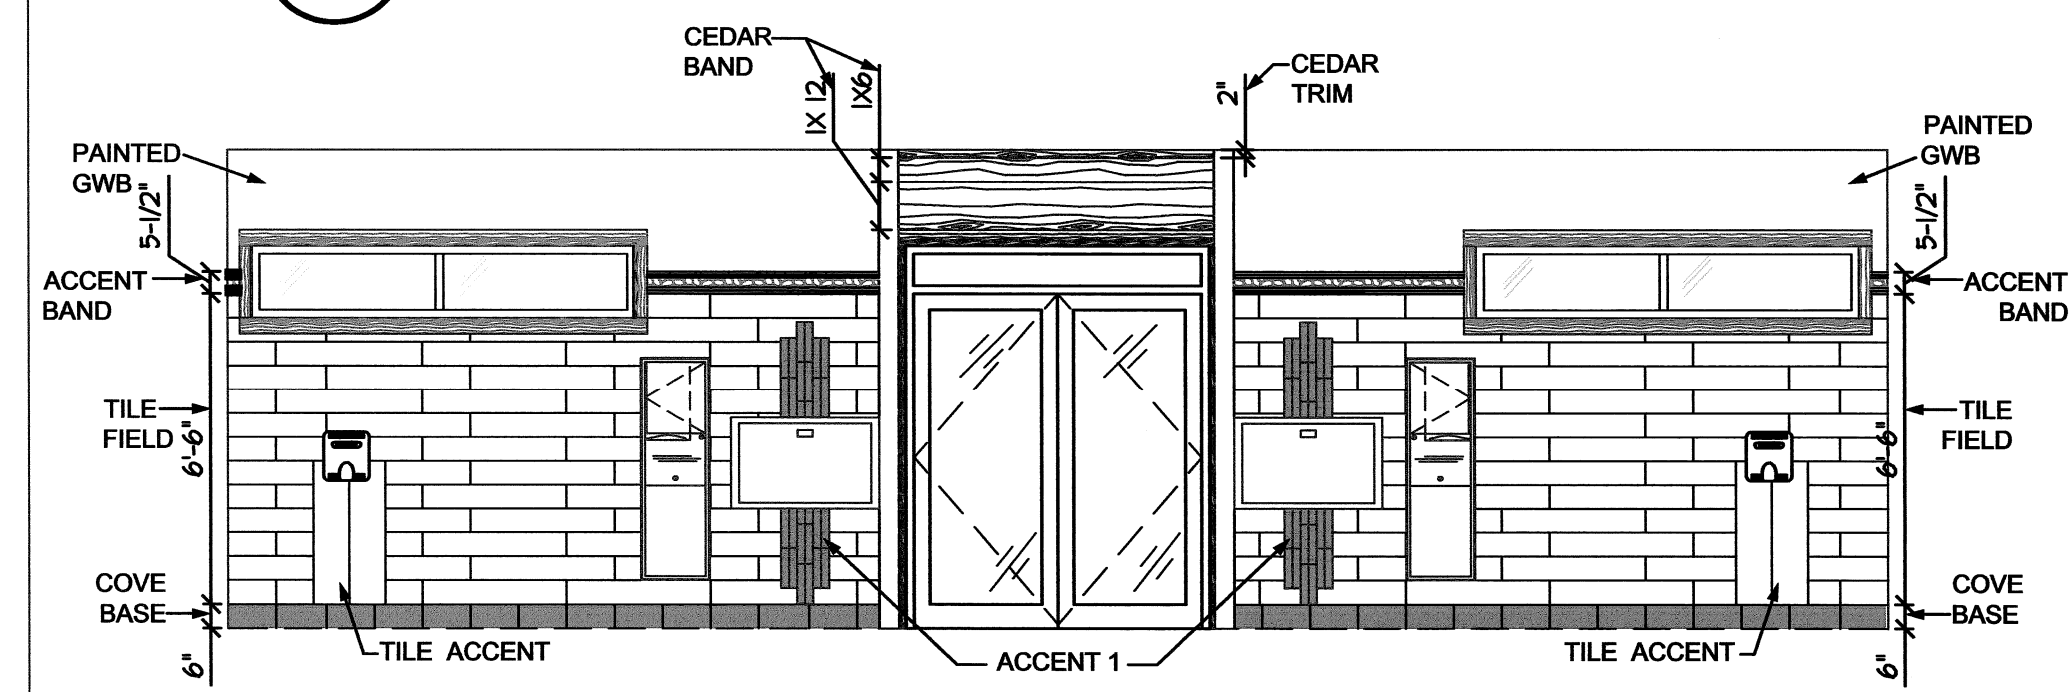 CEDAR
BAND
1X 12
1X6
2"
CEDAR
TRIM
PAINTED
GWB
5-1/2"
PAINTED
GWB
5-1/2"
ACCENT
BAND
ACCENT
BAND
TILE
FIELD
6'-6"
TILE
FIELD
6'-6"
COVE
BASE
COVE
BASE
6"
TILE ACCENT
ACCENT 1
TILE ACCENT
6"